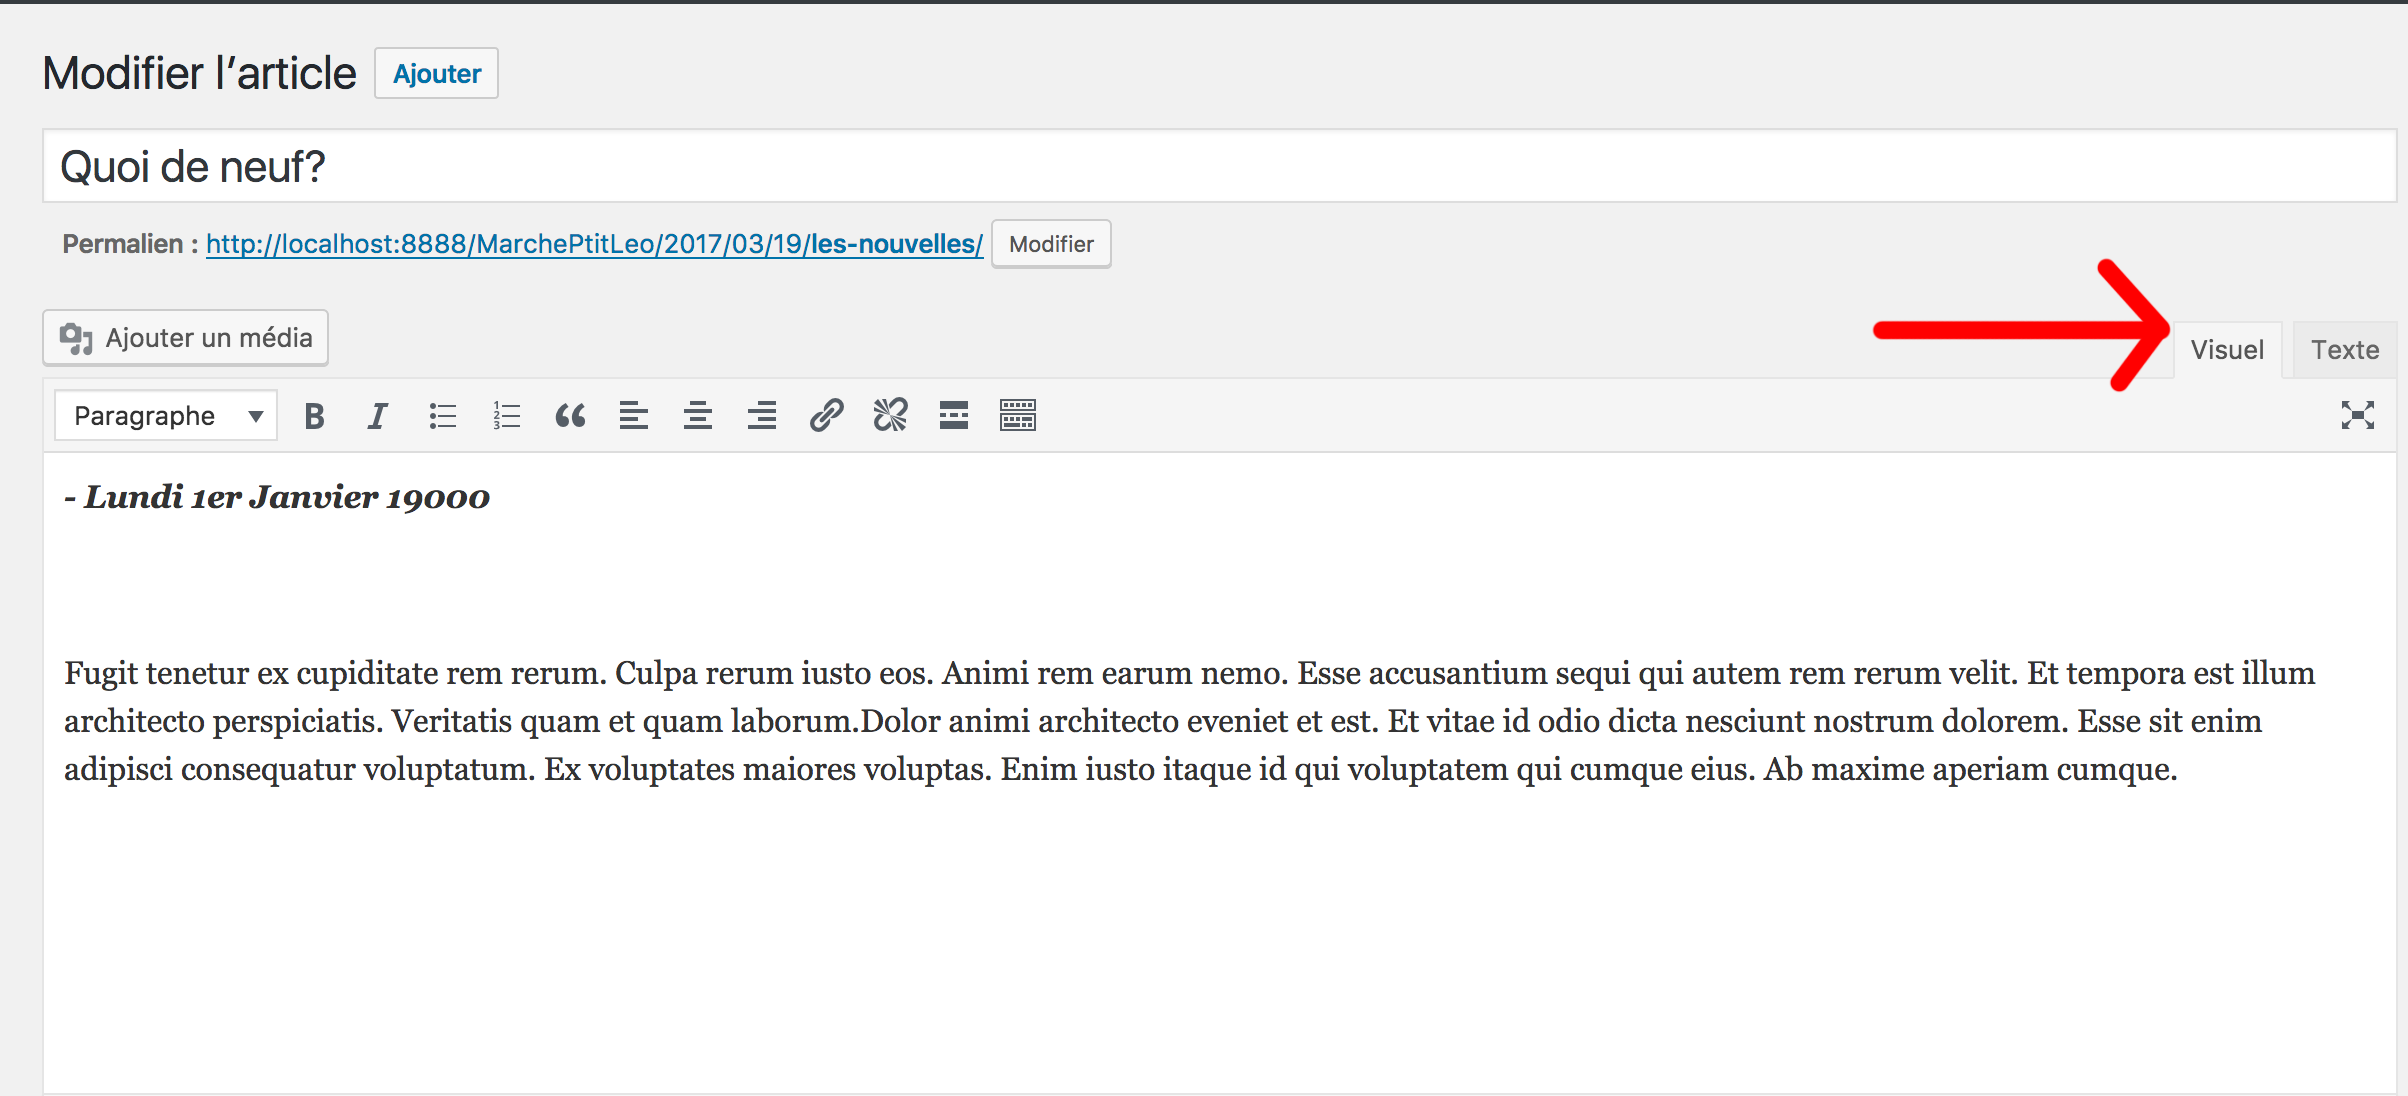 Modifier l'article Ajouter
Quoi de neuf?
Permalien : http://localhost:8888/MarchePtitLeo/2017/03/19/les-nouvelles/ Modifier
Ajouter un média Visuel Texte
Paragraphe B I
- Lundi 1er Janvier 19000
Fugit tenetur ex cupiditate rem rerum. Culpa rerum iusto eos. Animi rem earum nemo. Esse accusantium sequi qui autem rem rerum velit. Et tempora est illum
architecto perspiciatis. Veritatis quam et quam laborum.Dolor animi architecto eveniet et est. Et vitae id odio dicta nesciunt nostrum dolorem. Esse sit enim
adipisci consequatur voluptatum. Ex voluptates maiores voluptas. Enim iusto itaque id qui voluptatem qui cumque eius. Ab maxime aperiam cumque.